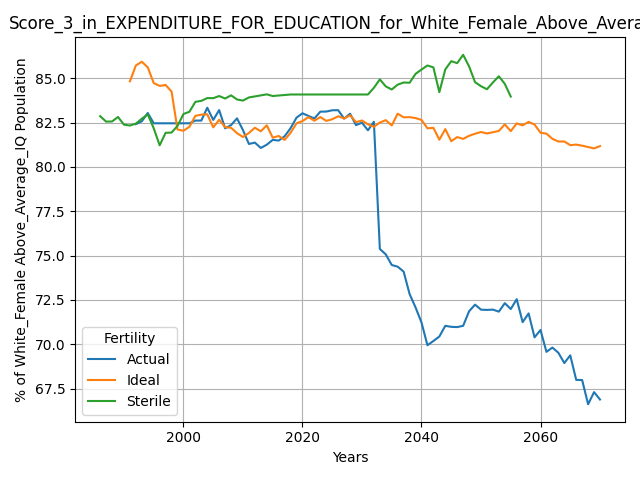 Score_3_in_EXPENDITURE_FOR_EDUCATION_for_White_Female_Above_Avera
% of White_Female Above_Average_IQ Population
85.0
82.5
80.0
77.5
75.0
72.5
70.0
67.5
Fertility
Actual
Ideal
Sterile
2000 2020 2040 2060
Years